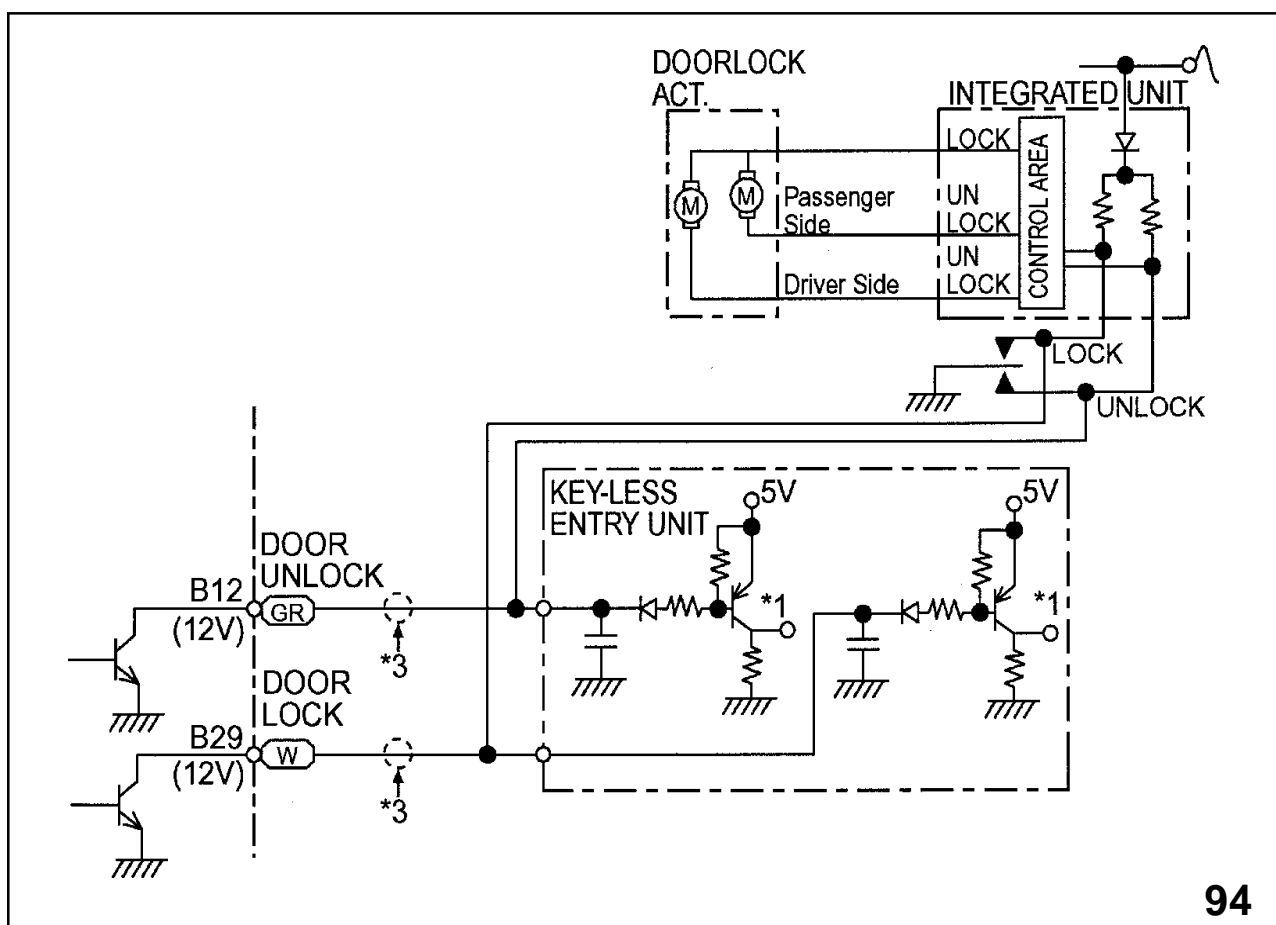 DOORLOCK
ACT.
INTEGRATED UNIT
LOCK
CONTROL AREA
M
M
Passenger
Side
UN
LOCK
UN
LOCK
Driver Side
LOCK
UNLOCK
KEY-LESS
ENTRY UNIT
5V
5V
*1
*1
DOOR
UNLOCK
B12
(12V)
GR
*3
DOOR
LOCK
B29
(12V)
W
*3
94